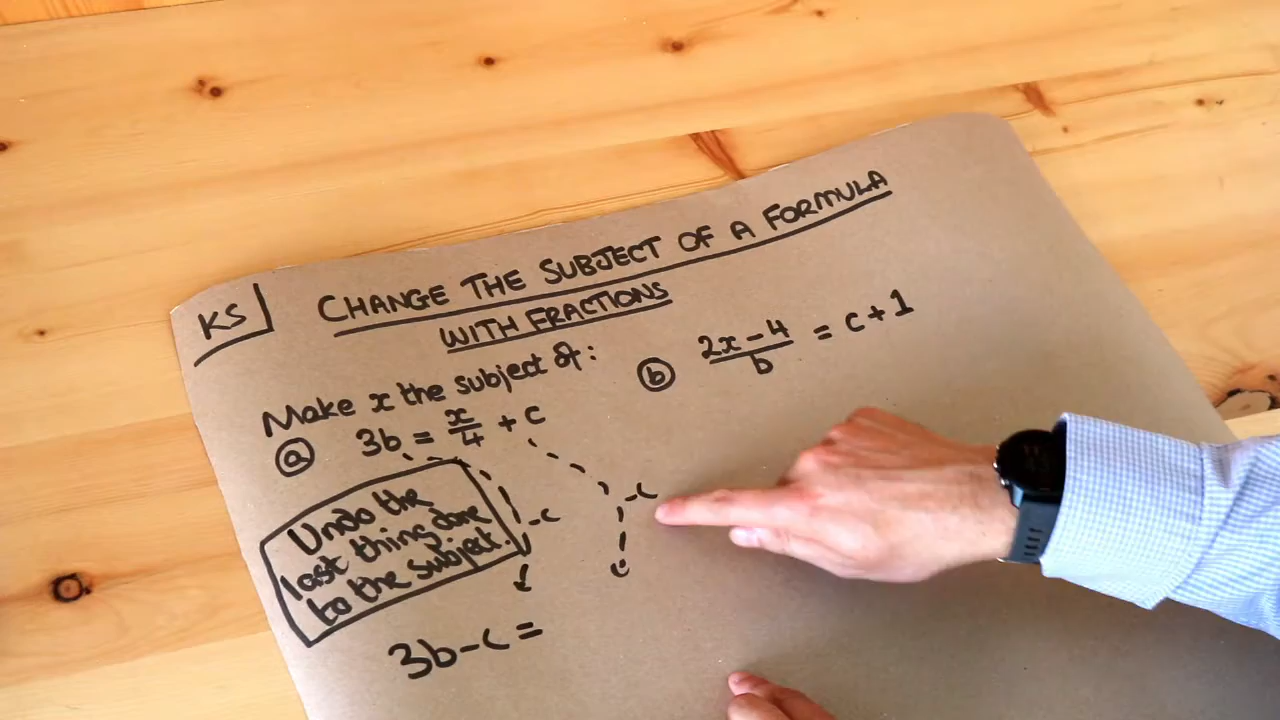 KS
CHANGE THE SUBJECT OF A FORMULA
WITH FRACTIONS
Make x the subject of:
ⓐ 3b = x/4 + c
ⓑ (2x - 4)/b = c + 1
Undo the
last thing done
to the subject.
-c
-c
3b - c =